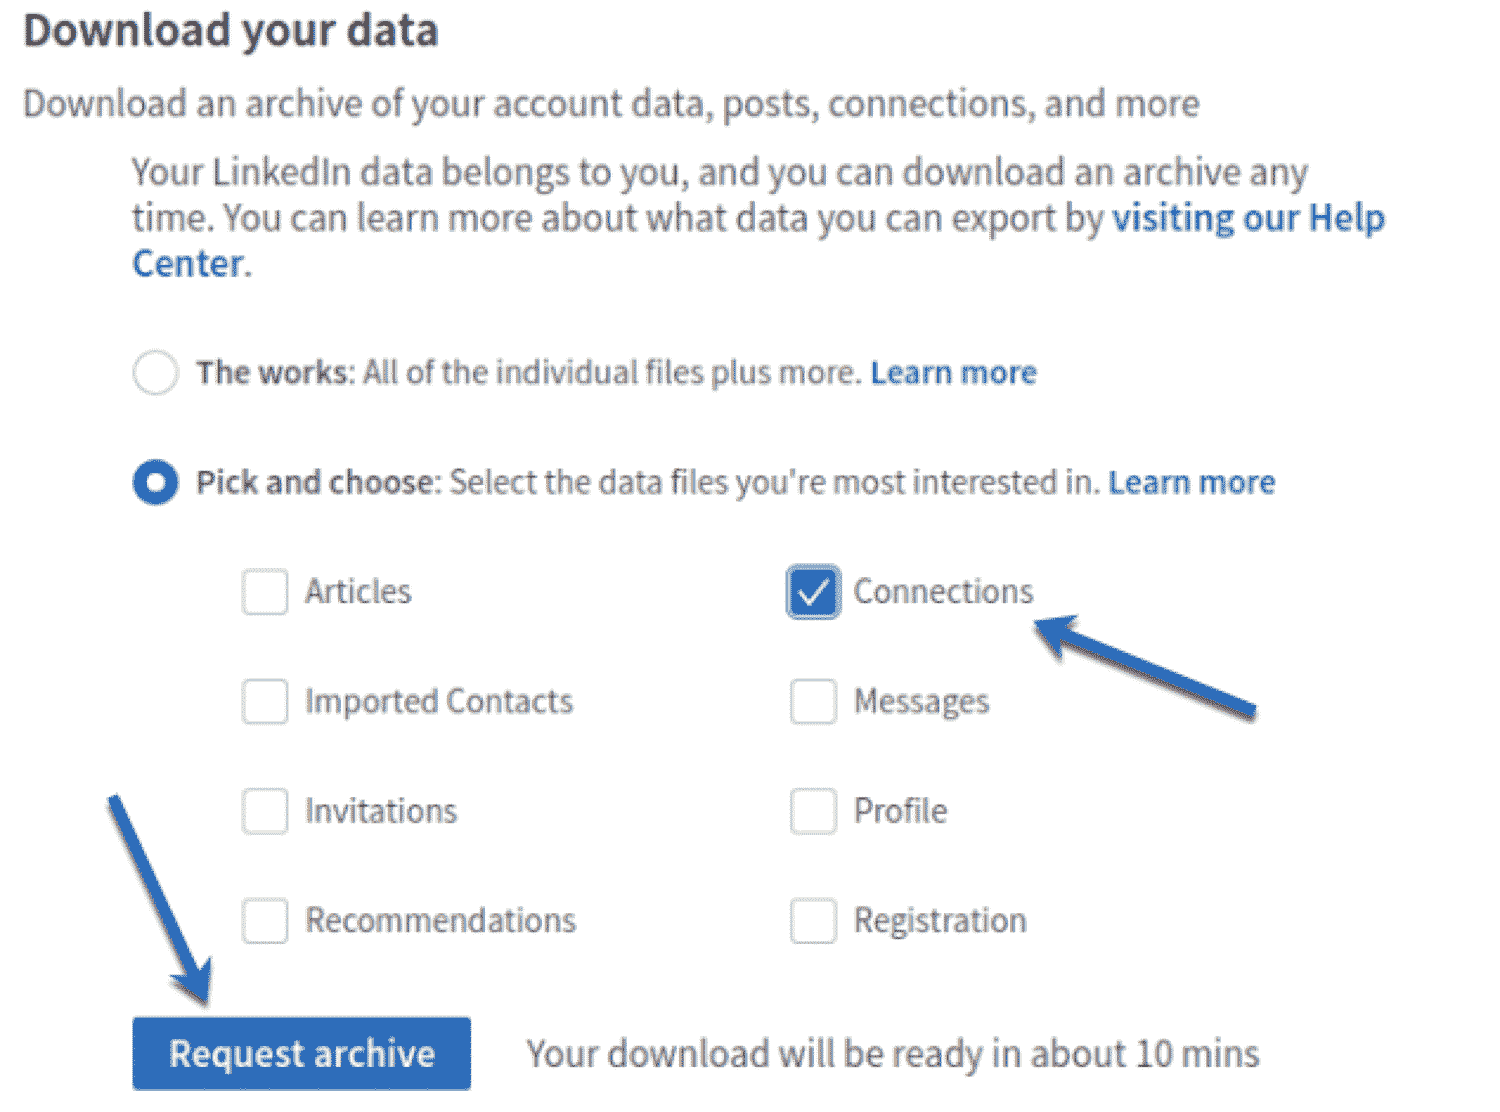 Download your data
Download an archive of your account data, posts, connections, and more
Your LinkedIn data belongs to you, and you can download an archive any
time. You can learn more about what data you can export by visiting our Help
Center.
The works: All of the individual files plus more. Learn more
Pick and choose: Select the data files you're most interested in. Learn more
Articles
Connections
Imported Contacts
Messages
Invitations
Profile
Recommendations
Registration
Request archive
Your download will be ready in about 10 mins